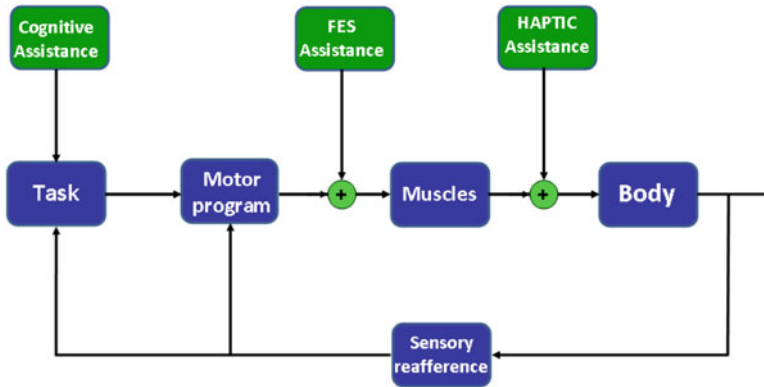 Cognitive
Assistance
FES
Assistance
HAPTIC
Assistance
Task
Motor
program
+
Muscles
+
Body
Sensory
reafference